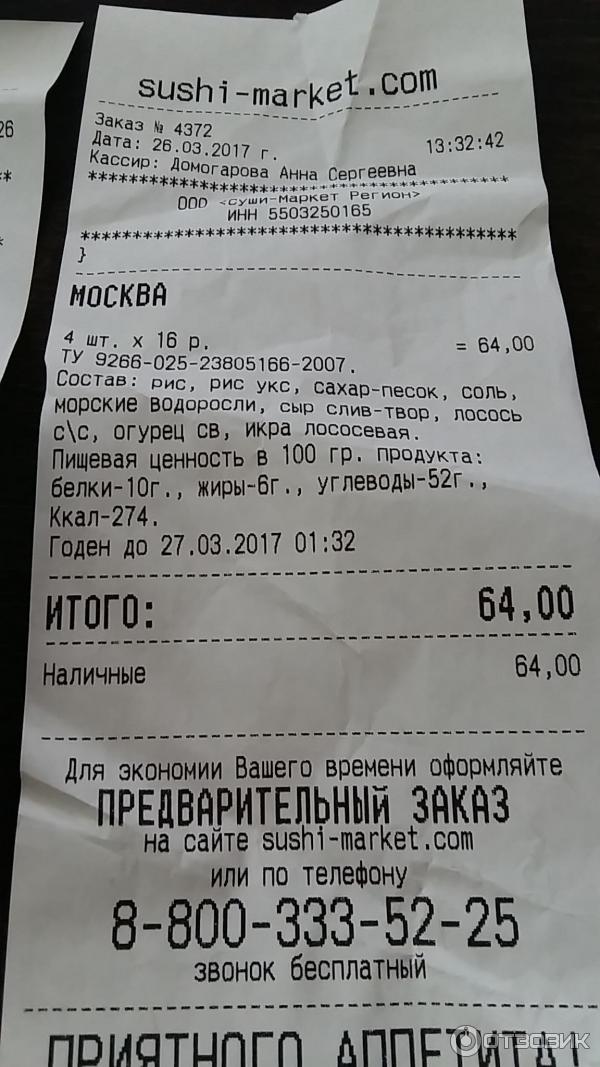 sushi-market.com
Заказ № 4372
Дата: 26.03.2017 г. 13:32:42
Кассир: Домогарова Анна Сергеевна
*****************************************
ООО <Суши-Маркет Регион>
ИНН 5503250165
*****************************************
}
МОСКВА
4 шт. x 16 р. = 64,00
ТУ 9266-025-23805166-2007.
Состав: рис, рис укс, сахар-песок, соль,
морские водоросли, сыр слив-твор, лосось
с\с, огурец св, икра лососевая.
Пищевая ценность в 100 гр. продукта:
белки-10г., жиры-6г., углеводы-52г.,
Ккал-274.
Годен до 27.03.2017 01:32
ИТОГО: 64,00
Наличные 64,00
Для экономии Вашего времени оформляйте
ПРЕДВАРИТЕЛЬНЫЙ ЗАКАЗ
на сайте sushi-market.com
или по телефону
8-800-333-52-25
звонок бесплатный
ПРИЯТНОГО АППЕТИТА!
26
**
*
ОТЗОВИК